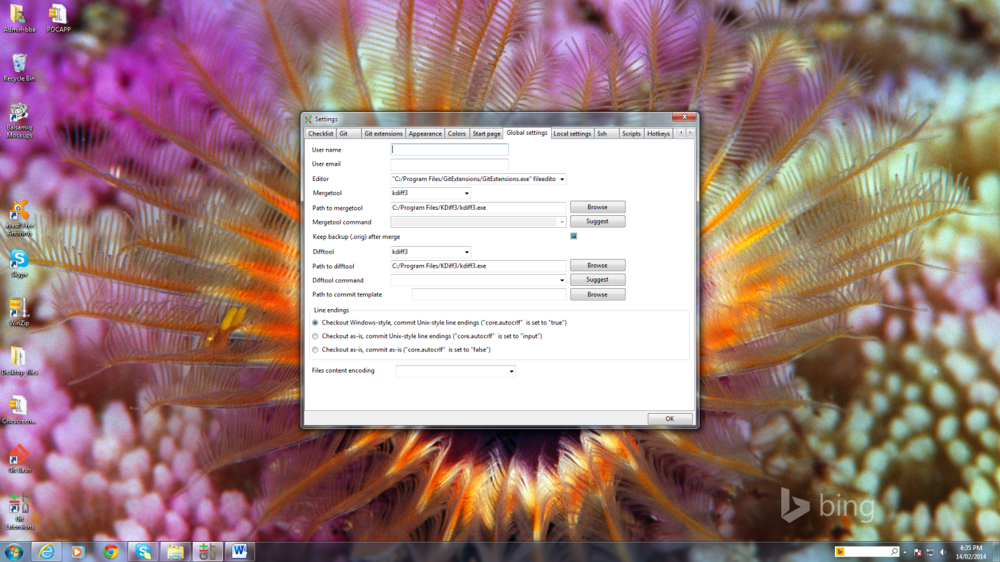 Admin-bba
POCAPP
Recycle Bin
Balsamiq
Mockups
avast! Free
Antivirus
Skype
WinZip
Desktop_files
Choscreen...
Git Bash
Git
Extensions
Settings
Checklist Git Git extensions Appearance Colors Start page Global settings Local settings Ssh Scripts Hotkeys
User name
User email
Editor "C:/Program Files/GitExtensions/GitExtensions.exe" fileedito
Mergetool kdiff3
Path to mergetool C:/Program Files/KDiff3/kdiff3.exe Browse
Mergetool command Suggest
Keep backup (.orig) after merge
Difftool kdiff3
Path to difftool C:/Program Files/KDiff3/kdiff3.exe Browse
Difftool command Suggest
Path to commit template Browse
Line endings
Checkout Windows-style, commit Unix-style line endings ("core.autocrlf" is set to "true")
Checkout as-is, commit Unix-style line endings ("core.autocrlf" is set to "input")
Checkout as-is, commit as-is ("core.autocrlf" is set to "false")
Files content encoding
OK
bing
4:35 PM
14/02/2014